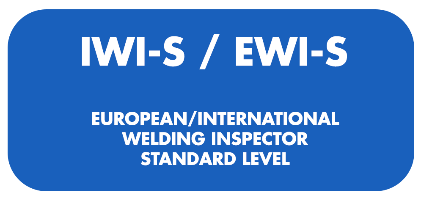 IWI-S / EWI-S
EUROPEAN/INTERNATIONAL
WELDING INSPECTOR
STANDARD LEVEL